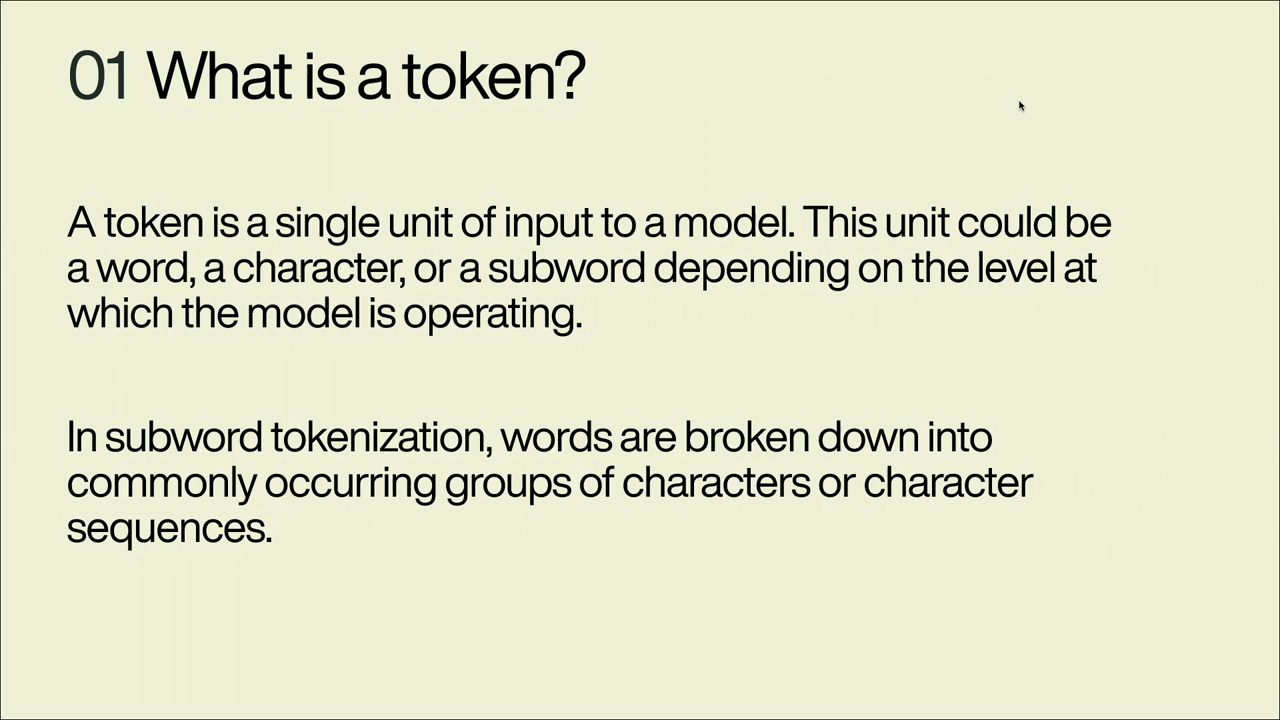 01 What is a token?
A token is a single unit of input to a model. This unit could be
a word, a character, or a subword depending on the level at
which the model is operating.
In subword tokenization, words are broken down into
commonly occurring groups of characters or character
sequences.